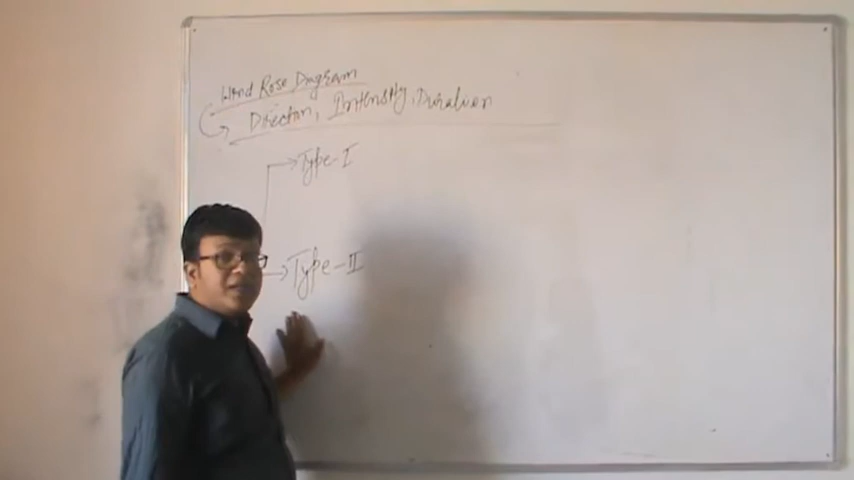 Wind Rose Diagram
Direction, Intensity, Duration
Type-I
Type-II